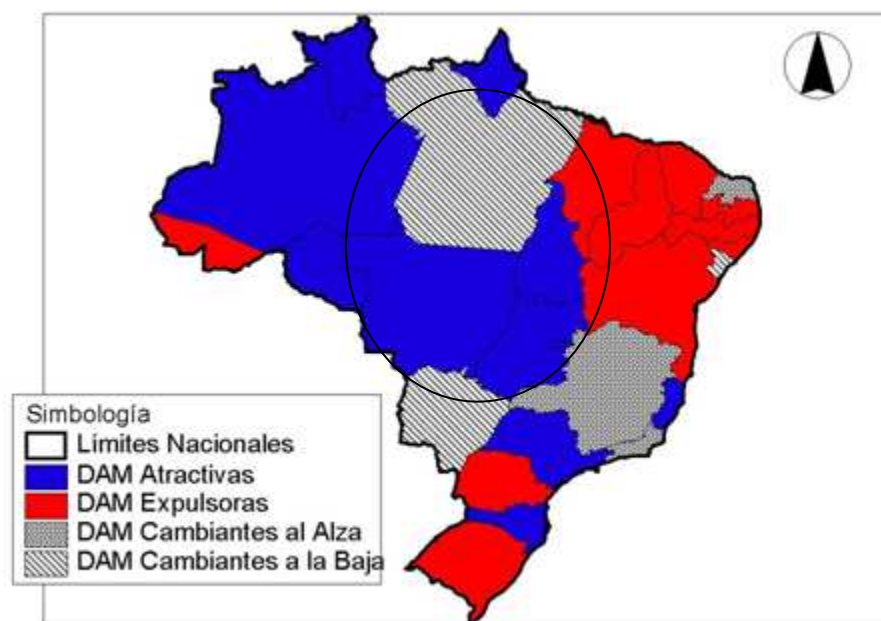 Simbología
Límites Nacionales
DAM Atractivas
DAM Expulsoras
DAM Cambiantes al Alza
DAM Cambiantes a la Baja